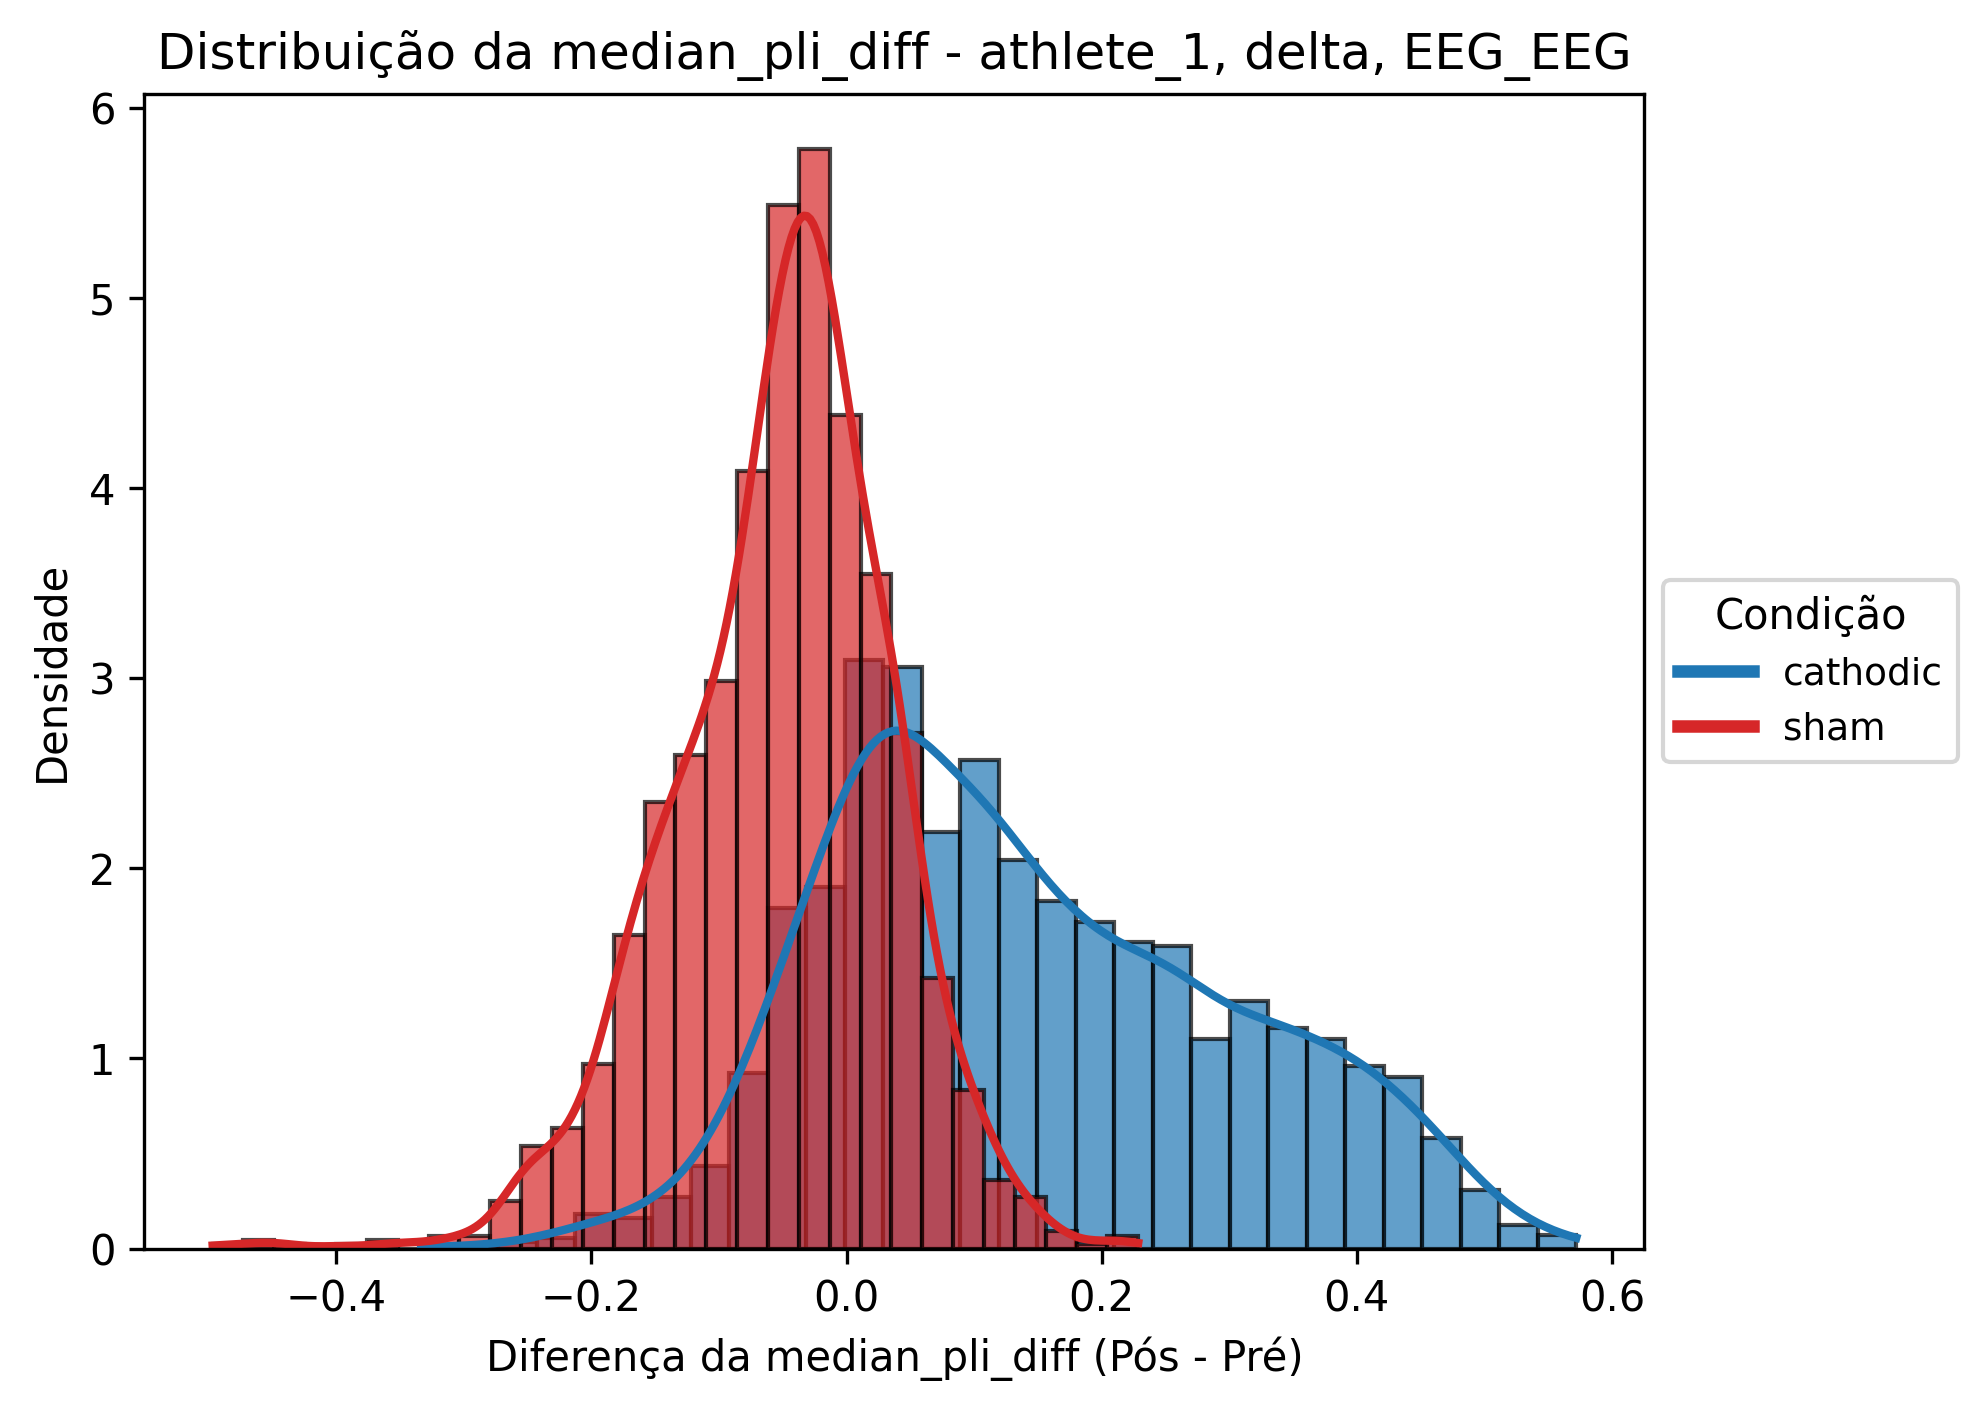 Distribuição da median_pli_diff - athlete_1, delta, EEG_EEG
Densidade
6
5
4
3
2
1
0
−0.4
−0.2
0.0
0.2
0.4
0.6
Diferença da median_pli_diff (Pós - Pré)
Condição
cathodic
sham